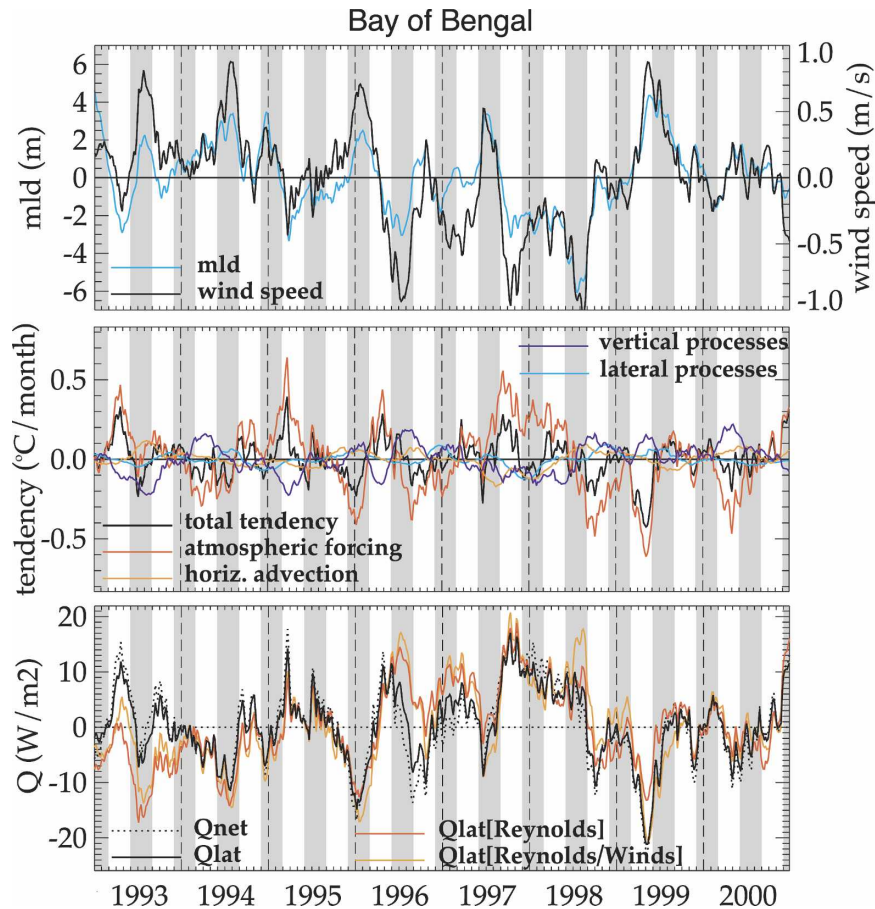 Bay of Bengal
6
4
2
0
-2
-4
-6
mld (m)
1.0
0.5
0.0
-0.5
-1.0
wind speed (m/s)
mld
wind speed
0.5
0.0
-0.5
tendency (°C/month)
vertical processes
lateral processes
total tendency
atmospheric forcing
horiz. advection
20
10
0
-10
-20
Q (W/m2)
Qnet
Qlat
Qlat[Reynolds]
Qlat[Reynolds/Winds]
1993 1994 1995 1996 1997 1998 1999 2000